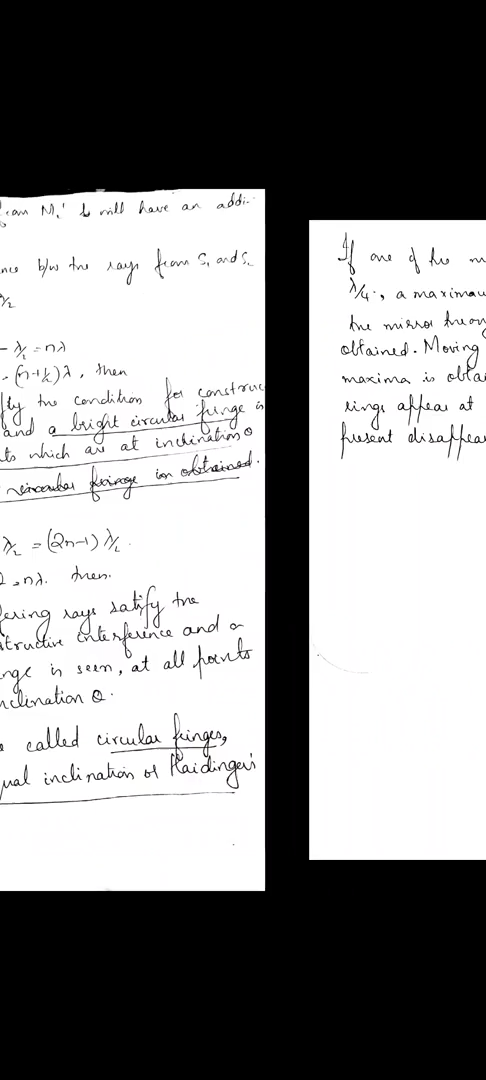 from M₁' & will have an addi-
nce b/w the rays from S₁ and S₂
λ/2
- λ/2 = nλ
= (n+½)λ, then
fy the condition for construc
and a bright circular fringe is
ts which are at inclination θ
circular fringe is obtained.
λ/2 = (2n-1) λ/2.
= nλ. then.
fering rays satisfy the
structive interference and a
nge is seen, at all points
nclination θ.
e called circular fringes,
qual inclination or Haidinger's
If one of the m
λ/4., a maxima
the mirror throu
obtained. Moving
maxima is obtai
rings appear at
present disappear